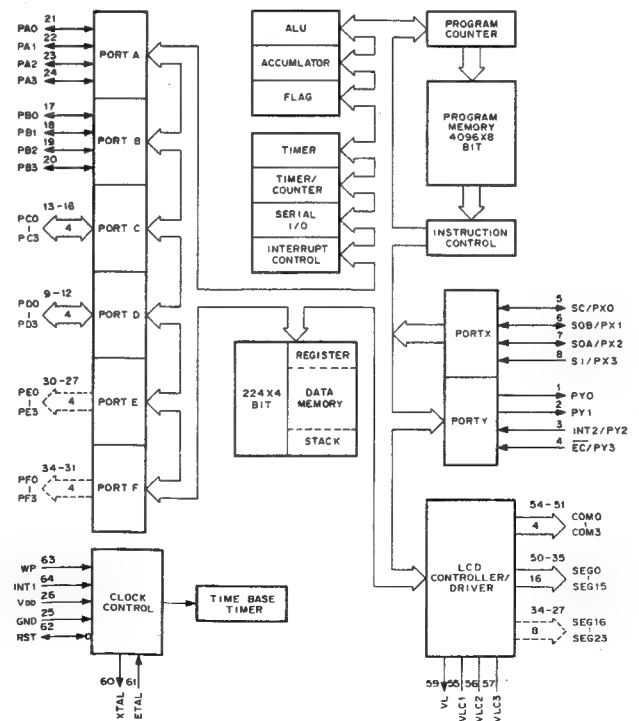 21
PA0
22
PA1
23
PA2
24
PA3
PORT A
17
PB0
18
PB1
19
PB2
20
PB3
PORT B
13-16
PC0
4
PC3
PORT C
9-12
PD0
4
PD3
PORT D
30-27
PE0
4
PE3
PORT E
34-31
PF0
4
PF3
PORT F
ALU
ACCUMLATOR
FLAG
TIMER
TIMER/
COUNTER
SERIAL
I/O
INTERRUPT
CONTROL
PROGRAM
COUNTER
PROGRAM
MEMORY
4096X8
BIT
INSTRUCTION
CONTROL
224X4
BIT
REGISTER
DATA
MEMORY
STACK
PORTX
5
SC/PX0
6
SOB/PX1
7
SOA/PX2
8
SI/PX3
PORTY
1
PY0
2
PY1
3
INT2/PY2
4
EC/PY3
LCD
CONTROLLER/
DRIVER
54-51
COM0
4
COM3
50-35
SEG0
16
SEG15
34-27
SEG16
8
SEG23
59
55
56
57
VL
VLC1
VLC2
VLC3
63
WP
64
INT1
26
VDD
25
GND
62
RST
CLOCK
CONTROL
TIME BASE
TIMER
60
61
XTAL
ETAL